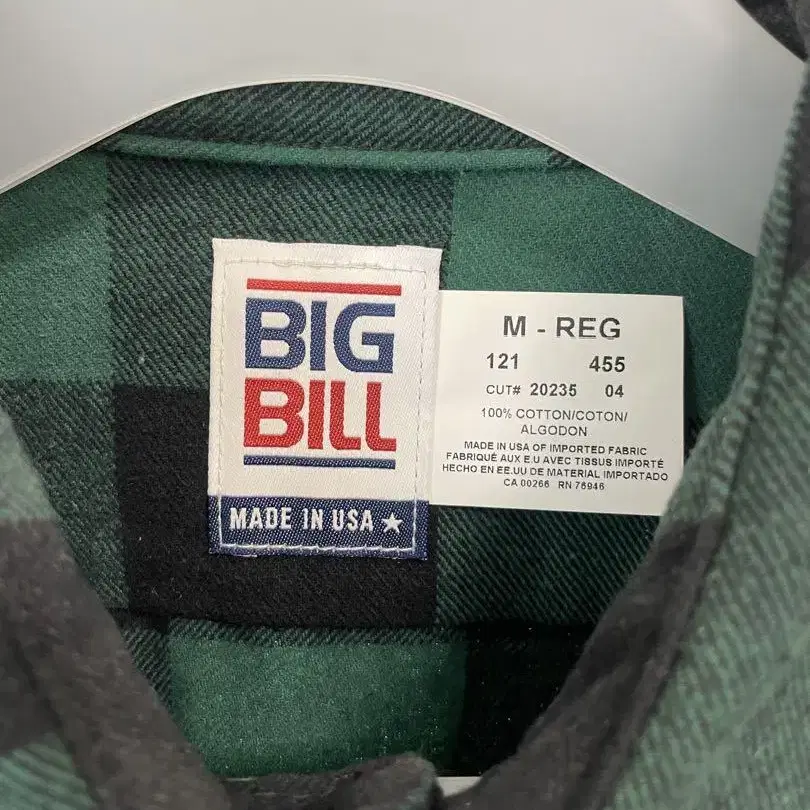 BIG
BILL
MADE IN USA ★
M - REG
121 455
CUT# 20235 04
100% COTTON/COTON/
ALGODON
MADE IN USA OF IMPORTED FABRIC
FABRIQUÉ AUX E.U AVEC TISSUS IMPORTÉ
HECHO EN EE.UU DE MATERIAL IMPORTADO
CA 00266 RN 76946